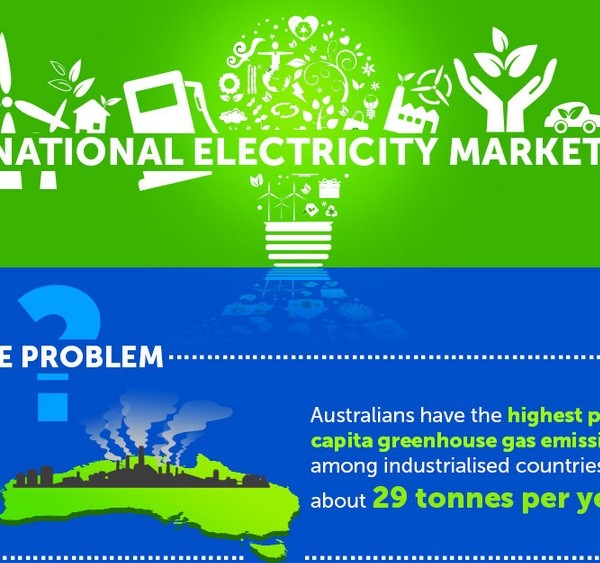 NATIONAL ELECTRICITY MARKET
?
E PROBLEM
Australians have the highest p
capita greenhouse gas emissi
among industrialised countries
about 29 tonnes per ye